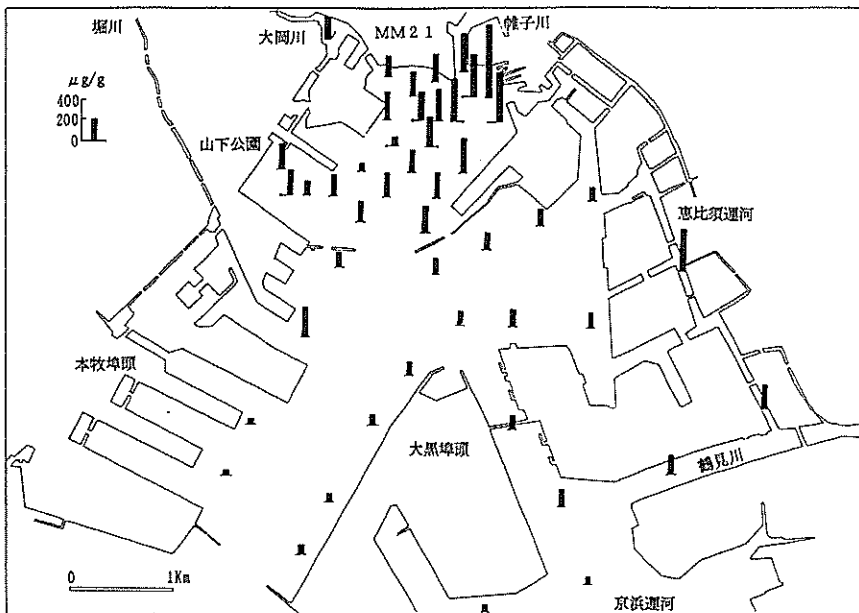 堀川
大岡川
MM21
帷子川
μg/g
400
200
0
山下公園
恵比須運河
本牧埠頭
大黒埠頭
鶴見川
0 1Km
京浜運河